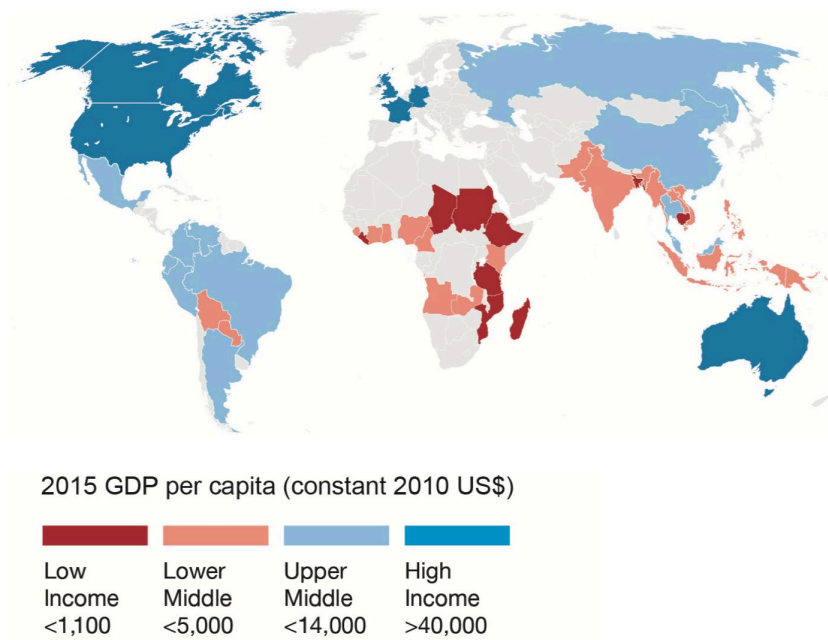 2015 GDP per capita (constant 2010 US$)
Low Income <1,100
Lower Middle <5,000
Upper Middle <14,000
High Income >40,000